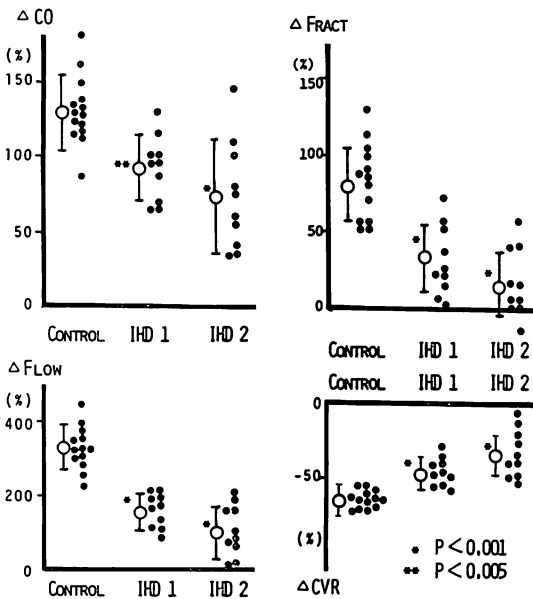 Δ CO
(%)
150
100
50
0
CONTROL IHD 1 IHD 2
Δ FRACT
(%)
150
100
50
0
CONTROL IHD 1 IHD 2
Δ FLOW
(%)
400
200
0
CONTROL IHD 1 IHD 2
CONTROL IHD 1 IHD 2
0
-50
(%)
Δ CVR
* P < 0.001
** P < 0.005